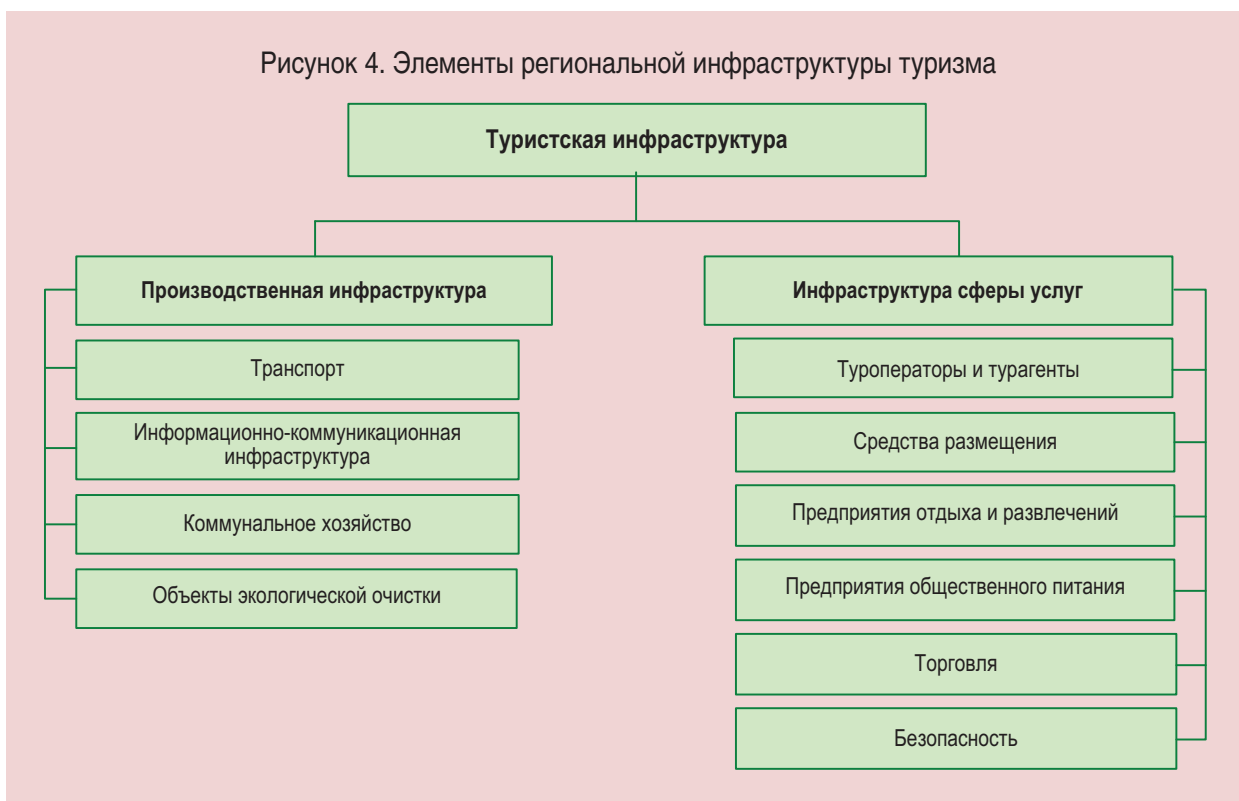 Рисунок 4. Элементы региональной инфраструктуры туризма
Туристская инфраструктура
Производственная инфраструктура
Транспорт
Информационно-коммуникационная
инфраструктура
Коммунальное хозяйство
Объекты экологической очистки
Инфраструктура сферы услуг
Туроператоры и турагенты
Средства размещения
Предприятия отдыха и развлечений
Предприятия общественного питания
Торговля
Безопасность